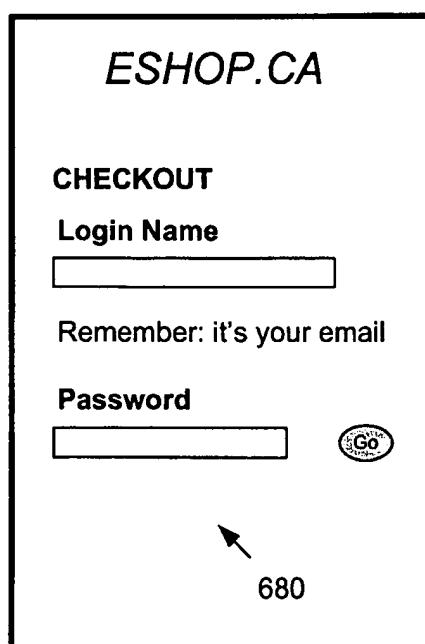 ESHOP.CA
CHECKOUT
Login Name
Remember: it's your email
Password
Go
680